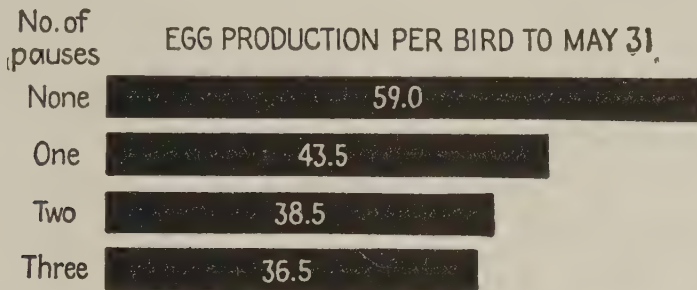 No. of
pauses
EGG PRODUCTION PER BIRD TO MAY 31
None 59.0
One 43.5
Two 38.5
Three 36.5